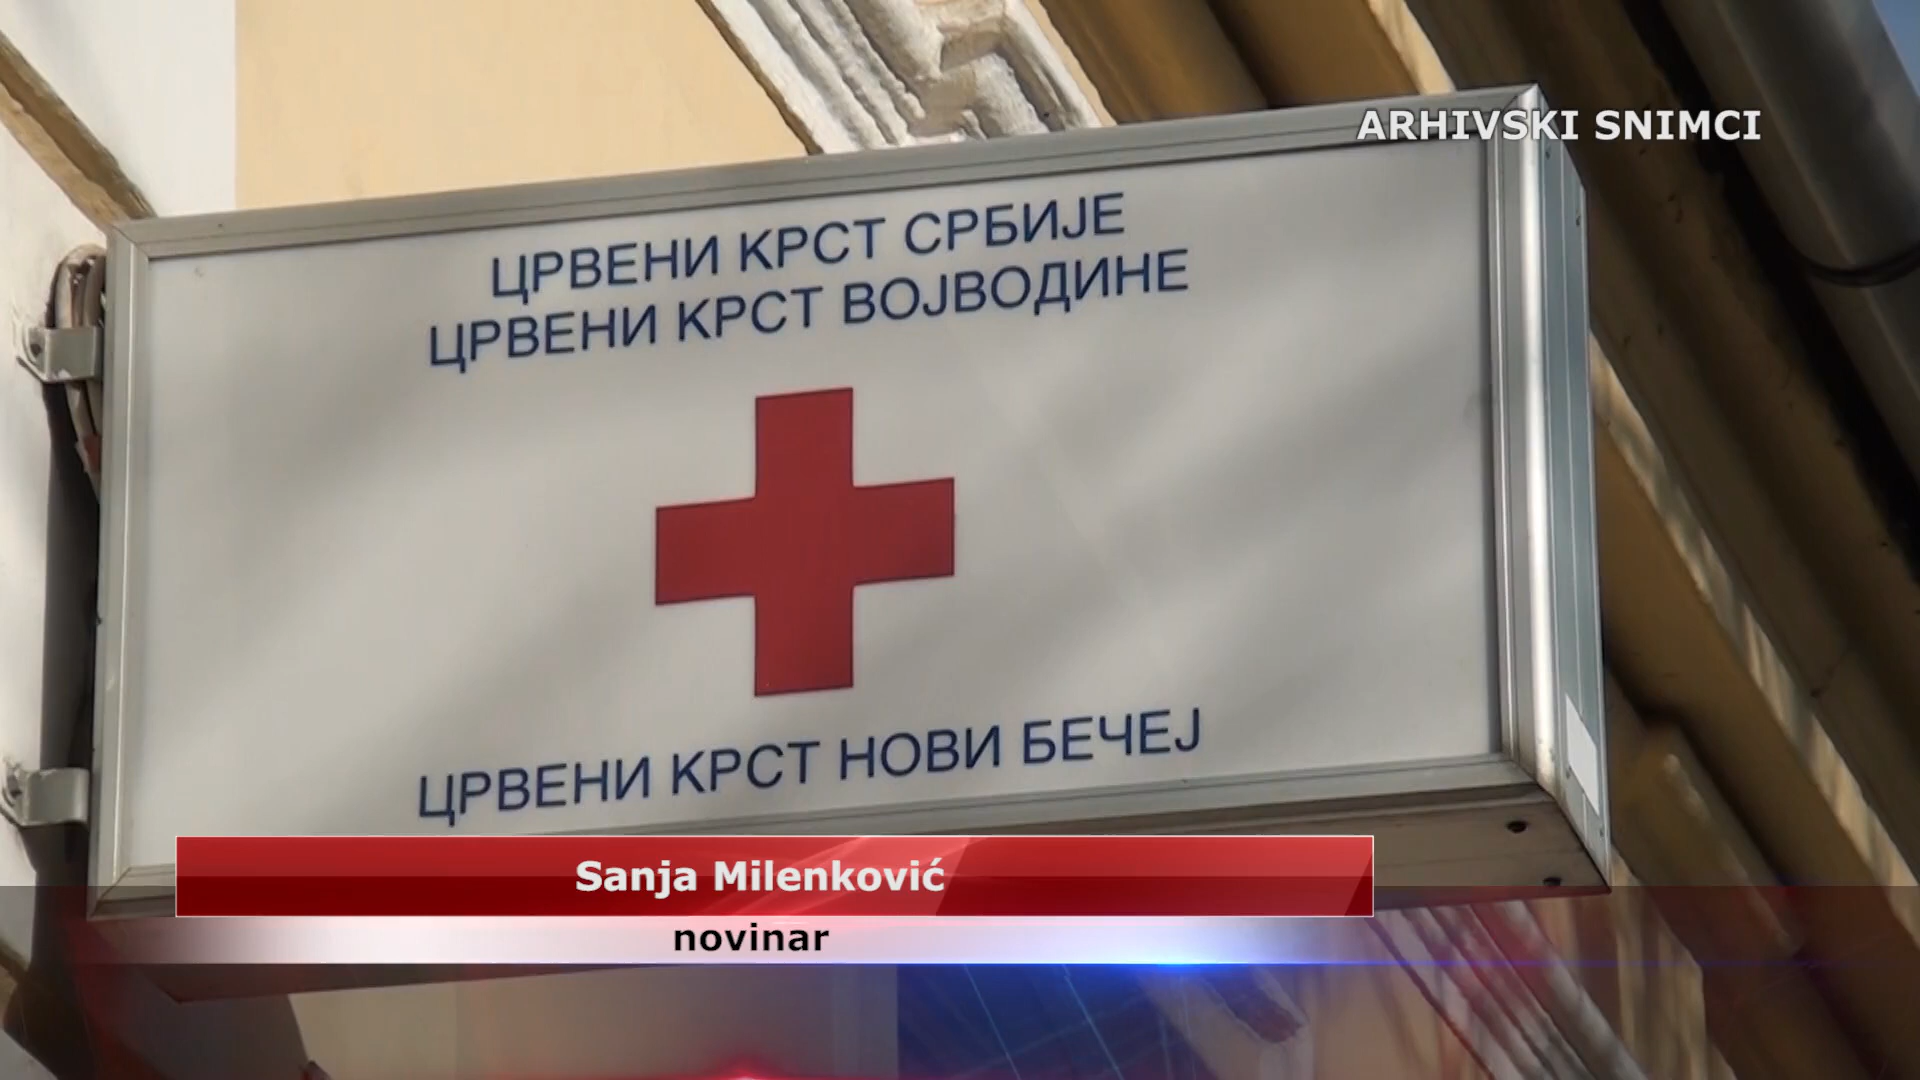 ARHIVSKI SNIMCI
ЦРВЕНИ КРСТ СРБИЈЕ
ЦРВЕНИ КРСТ ВОЈВОДИНЕ
ЦРВЕНИ КРСТ НОВИ БЕЧЕЈ
Sanja Milenković
novinar